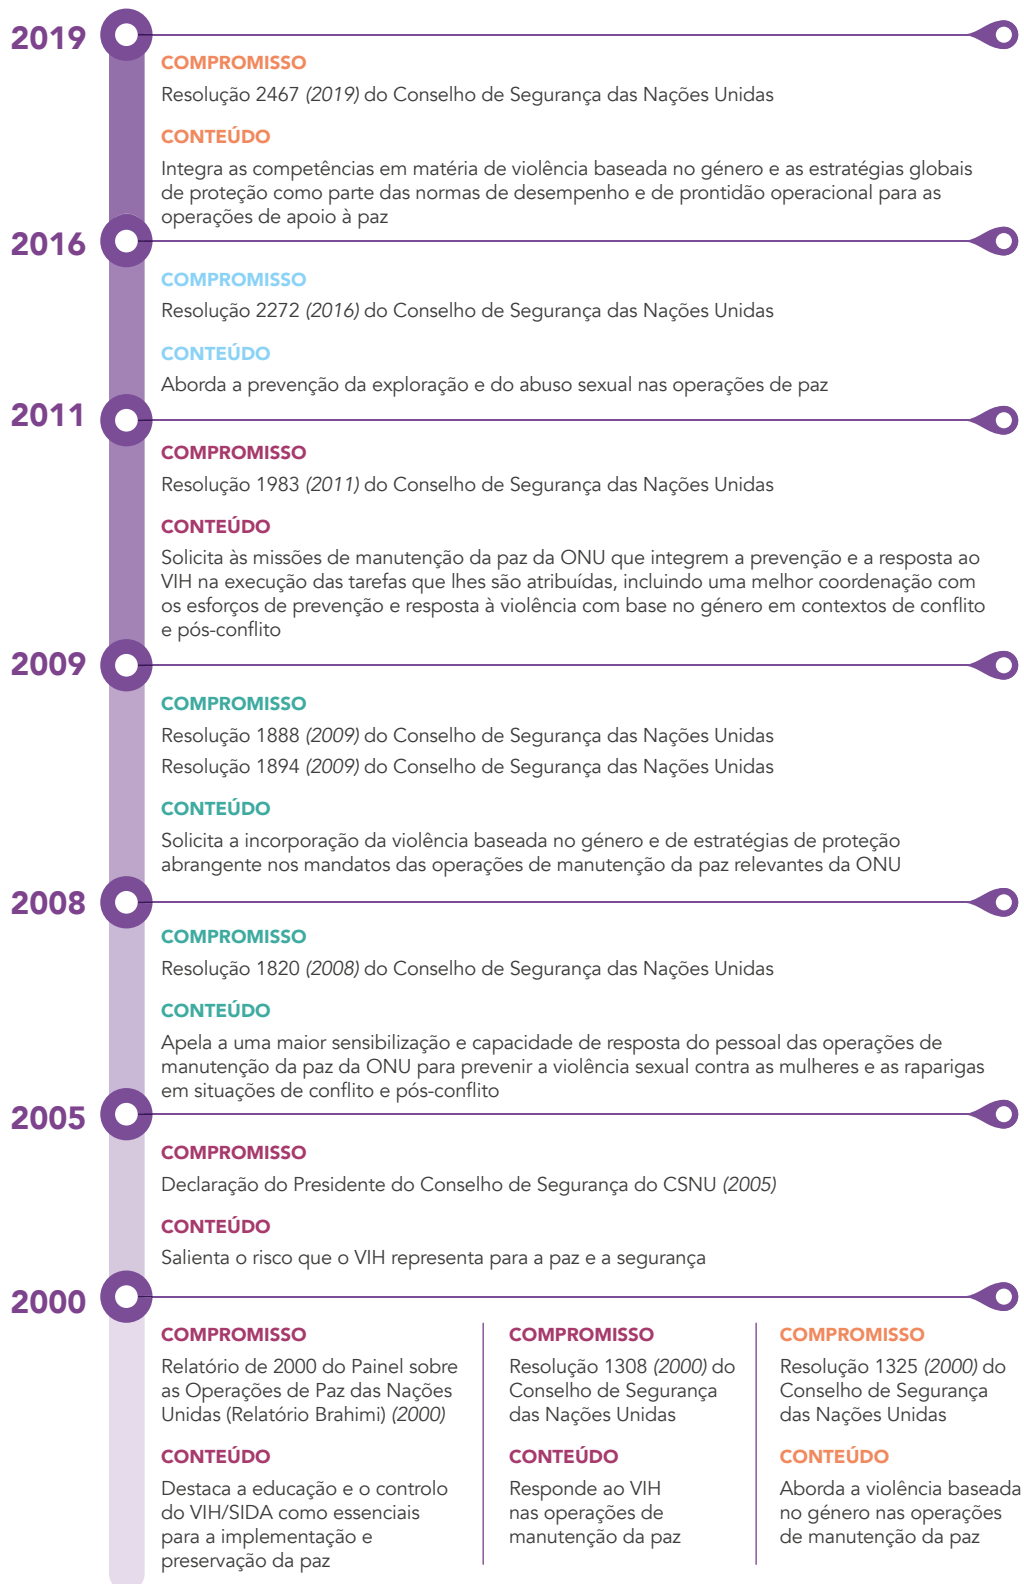 2019
COMPROMISSO
Resolução 2467 (2019) do Conselho de Segurança das Nações Unidas
CONTEÚDO
Integra as competências em matéria de violência baseada no género e as estratégias globais
de proteção como parte das normas de desempenho e de prontidão operacional para as
operações de apoio à paz
2016
COMPROMISSO
Resolução 2272 (2016) do Conselho de Segurança das Nações Unidas
CONTEÚDO
Aborda a prevenção da exploração e do abuso sexual nas operações de paz
2011
COMPROMISSO
Resolução 1983 (2011) do Conselho de Segurança das Nações Unidas
CONTEÚDO
Solicita às missões de manutenção da paz da ONU que integrem a prevenção e a resposta ao
VIH na execução das tarefas que lhes são atribuídas, incluindo uma melhor coordenação com
os esforços de prevenção e resposta à violência com base no género em contextos de conflito
e pós-conflito
2009
COMPROMISSO
Resolução 1888 (2009) do Conselho de Segurança das Nações Unidas
Resolução 1894 (2009) do Conselho de Segurança das Nações Unidas
CONTEÚDO
Solicita a incorporação da violência baseada no género e de estratégias de proteção
abrangente nos mandatos das operações de manutenção da paz relevantes da ONU
2008
COMPROMISSO
Resolução 1820 (2008) do Conselho de Segurança das Nações Unidas
CONTEÚDO
Apela a uma maior sensibilização e capacidade de resposta do pessoal das operações de
manutenção da paz da ONU para prevenir a violência sexual contra as mulheres e as raparigas
em situações de conflito e pós-conflito
2005
COMPROMISSO
Declaração do Presidente do Conselho de Segurança do CSNU (2005)
CONTEÚDO
Salienta o risco que o VIH representa para a paz e a segurança
2000
COMPROMISSO
Relatório de 2000 do Painel sobre
as Operações de Paz das Nações
Unidas (Relatório Brahimi) (2000)
CONTEÚDO
Destaca a educação e o controlo
do VIH/SIDA como essenciais
para a implementação e
preservação da paz
COMPROMISSO
Resolução 1308 (2000) do
Conselho de Segurança
das Nações Unidas
CONTEÚDO
Responde ao VIH
nas operações de
manutenção da paz
COMPROMISSO
Resolução 1325 (2000) do
Conselho de Segurança
das Nações Unidas
CONTEÚDO
Aborda a violência baseada
no género nas operações
de manutenção da paz